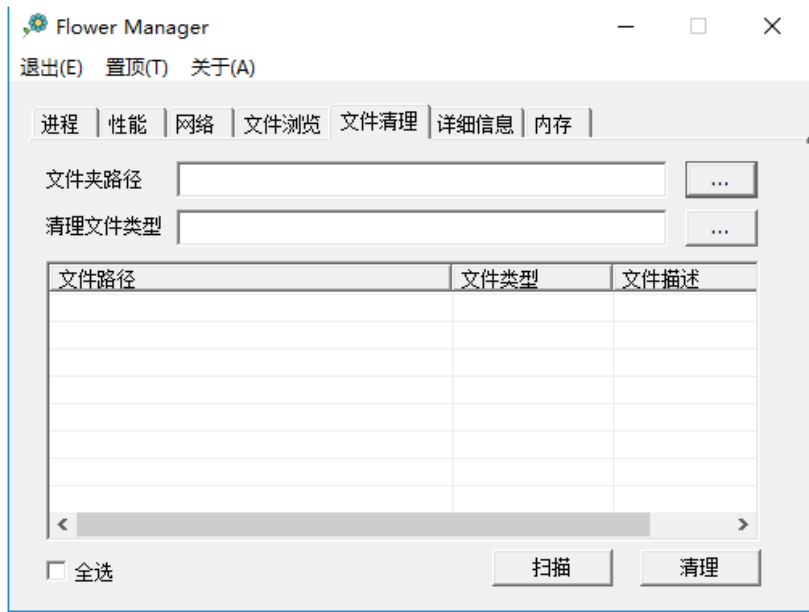 Flower Manager
退出(E) 置顶(T) 关于(A)
进程 性能 网络 文件浏览 文件清理 详细信息 内存
文件夹路径 ...
清理文件类型 ...
文件路径 文件类型 文件描述
全选 扫描 清理